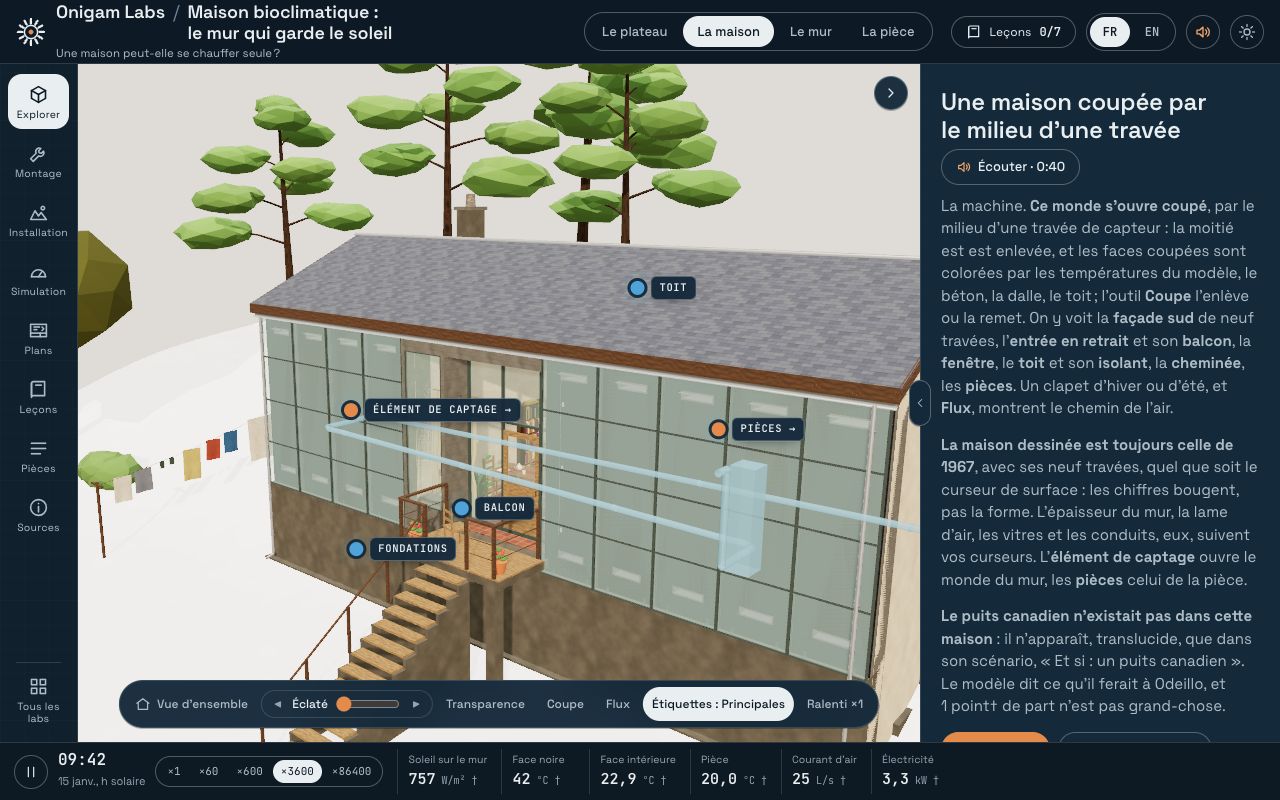 Onigam Labs / Maison bioclimatique :
le mur qui garde le soleil
Une maison peut-elle se chauffer seule ?
Le plateau
La maison
Le mur
La pièce
Leçons 0/7
FR
EN
Explorer
Montage
Installation
Simulation
Plans
Leçons
Pièces
Sources
Tous les
labs
TOIT
ÉLÉMENT DE CAPTAGE →
PIÈCES →
BALCON
FONDATIONS
Vue d’ensemble
◄ Éclaté ►
Transparence
Coupe
Flux
Étiquettes : Principales
Ralenti ×1
Une maison coupée par
le milieu d’une travée
Écouter · 0:40
La machine. Ce monde s’ouvre coupé, par le
milieu d’une travée de capteur : la moitié
est est enlevée, et les faces coupées sont
colorées par les températures du modèle, le
béton, la dalle, le toit ; l’outil Coupe l’enlève
ou la remet. On y voit la façade sud de neuf
travées, l’entrée en retrait et son balcon, la
fenêtre, le toit et son isolant, la cheminée,
les pièces. Un clapet d’hiver ou d’été, et
Flux, montrent le chemin de l’air.
La maison dessinée est toujours celle de
1967, avec ses neuf travées, quel que soit le
curseur de surface : les chiffres bougent,
pas la forme. L’épaisseur du mur, la lame
d’air, les vitres et les conduits, eux, suivent
vos curseurs. L’élément de captage ouvre le
monde du mur, les pièces celui de la pièce.
Le puits canadien n’existait pas dans cette
maison : il n’apparaît, translucide, que dans
son scénario, « Et si : un puits canadien ».
Le modèle dit ce qu’il ferait à Odeillo, et
1 point† de part n’est pas grand-chose.
09:42
15 janv., h solaire
×1
×60
×600
×3600
×86400
Soleil sur le mur
757 W/m² †
Face noire
42 °C †
Face intérieure
22,9 °C †
Pièce
20,0 °C †
Courant d’air
25 L/s †
Électricité
3,3 kW †